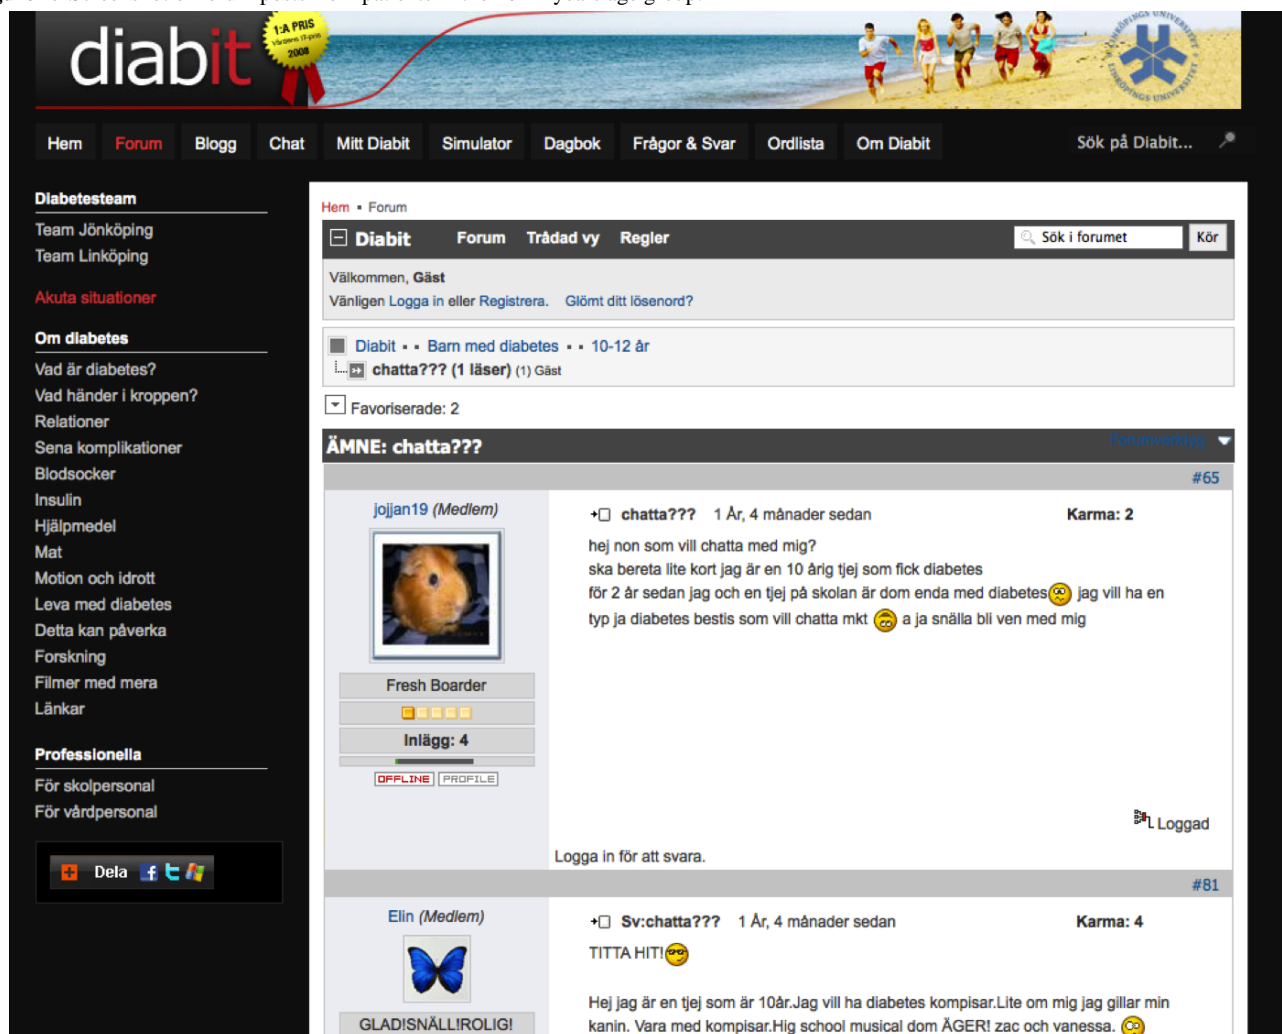 diabit
1:A PRIS
Vårdens IT-pris
2008
LINKÖPINGS UNIVERSITET
Hem Forum Blogg Chat Mitt Diabit Simulator Dagbok Frågor & Svar Ordlista Om Diabit Sök på Diabit...
Diabetesteam
Team Jönköping
Team Linköping
Akuta situationer
Om diabetes
Vad är diabetes?
Vad händer i kroppen?
Relationer
Sena komplikationer
Blodsocker
Insulin
Hjälpmedel
Mat
Motion och idrott
Leva med diabetes
Detta kan påverka
Forskning
Filmer med mera
Länkar
Professionella
För skolpersonal
För vårdpersonal
Dela
Hem ▪ Forum
Diabit Forum Trådad vy Regler Sök i forumet Kör
Välkommen, Gäst
Vänligen Logga in eller Registrera. Glömt ditt lösenord?
Diabit ▪ ▪ Barn med diabetes ▪ ▪ 10-12 år
chatta??? (1 läser) (1) Gäst
Favoriserade: 2
ÄMNE: chatta??? Forumverktyg
#65
jojjan19 (Medlem)
Fresh Boarder
Inlägg: 4
OFFLINE PROFILE
chatta??? 1 År, 4 månader sedan Karma: 2
hej non som vill chatta med mig?
ska bereta lite kort jag är en 10 årig tjej som fick diabetes
för 2 år sedan jag och en tjej på skolan är dom enda med diabetes jag vill ha en
typ ja diabetes bestis som vill chatta mkt a ja snälla bli ven med mig
Loggad
Logga in för att svara.
#81
Elin (Medlem)
GLAD!SNÄLL!ROLIG!
Sv:chatta??? 1 År, 4 månader sedan Karma: 4
TITTA HIT!
Hej jag är en tjej som är 10år.Jag vill ha diabetes kompisar.Lite om mig jag gillar min
kanin. Vara med kompisar.Hig school musical dom ÄGER! zac och vanessa.